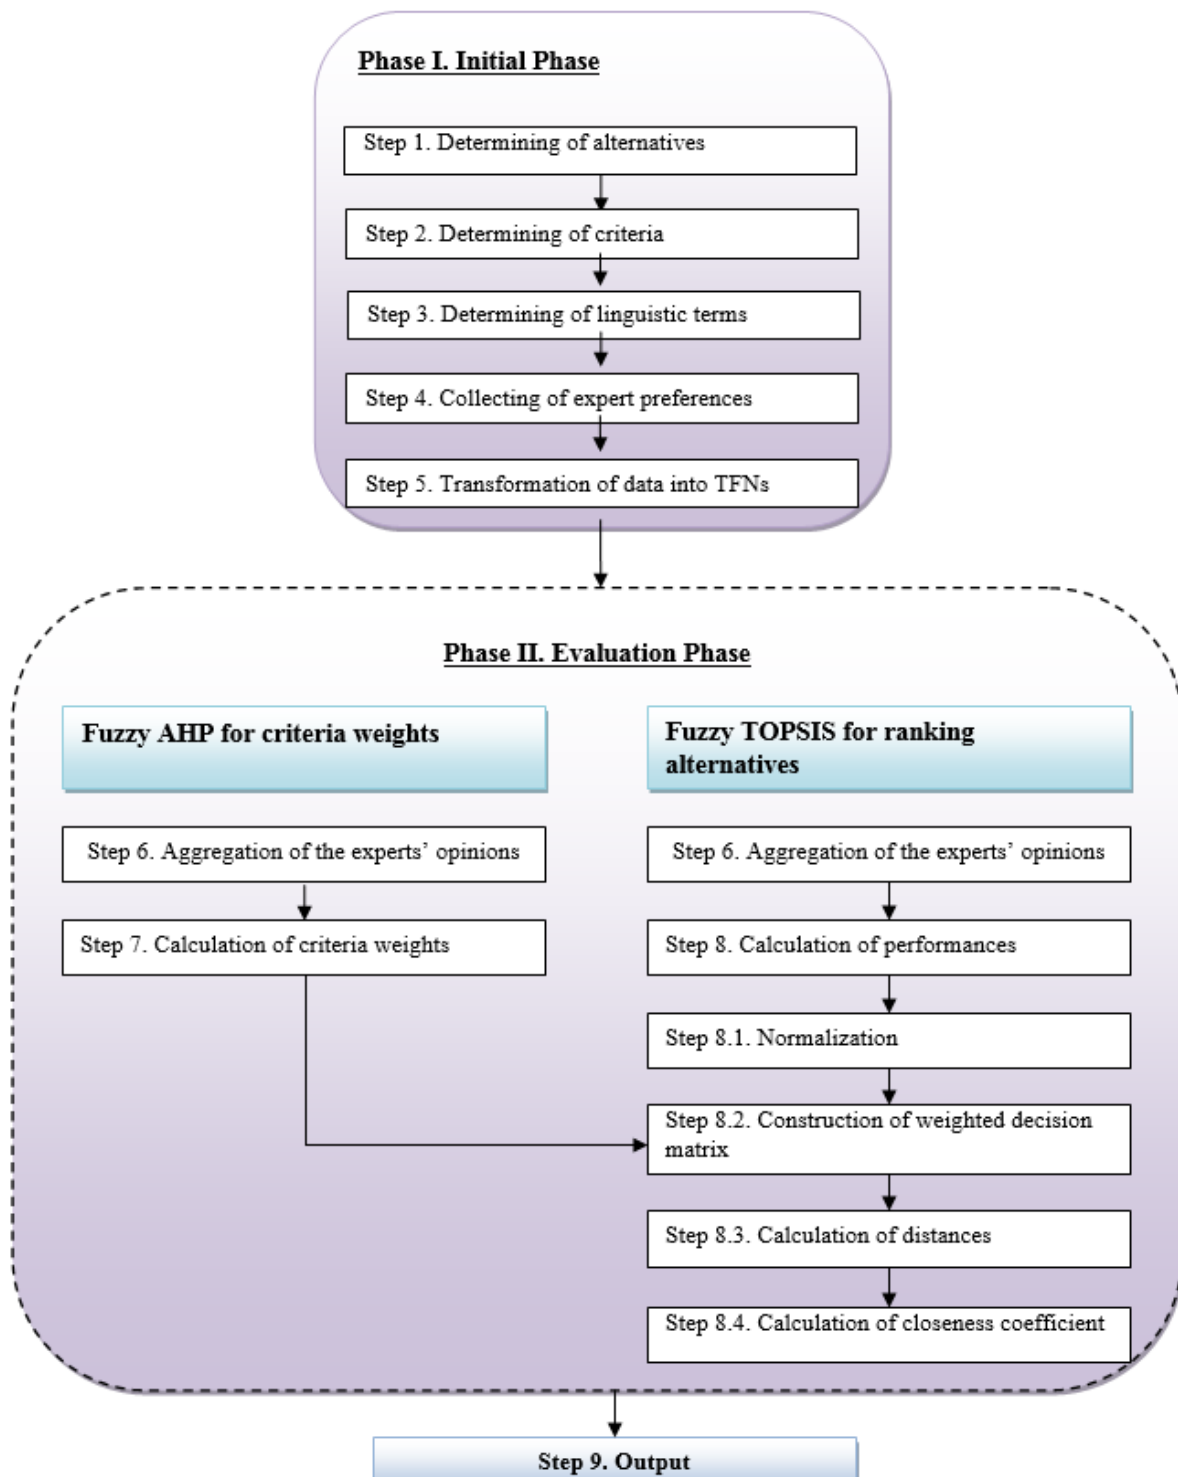 Phase I. Initial Phase
Step 1. Determining of alternatives
Step 2. Determining of criteria
Step 3. Determining of linguistic terms
Step 4. Collecting of expert preferences
Step 5. Transformation of data into TFNs
Phase II. Evaluation Phase
Fuzzy AHP for criteria weights
Step 6. Aggregation of the experts’ opinions
Step 7. Calculation of criteria weights
Fuzzy TOPSIS for ranking
alternatives
Step 6. Aggregation of the experts’ opinions
Step 8. Calculation of performances
Step 8.1. Normalization
Step 8.2. Construction of weighted decision
matrix
Step 8.3. Calculation of distances
Step 8.4. Calculation of closeness coefficient
Step 9. Output